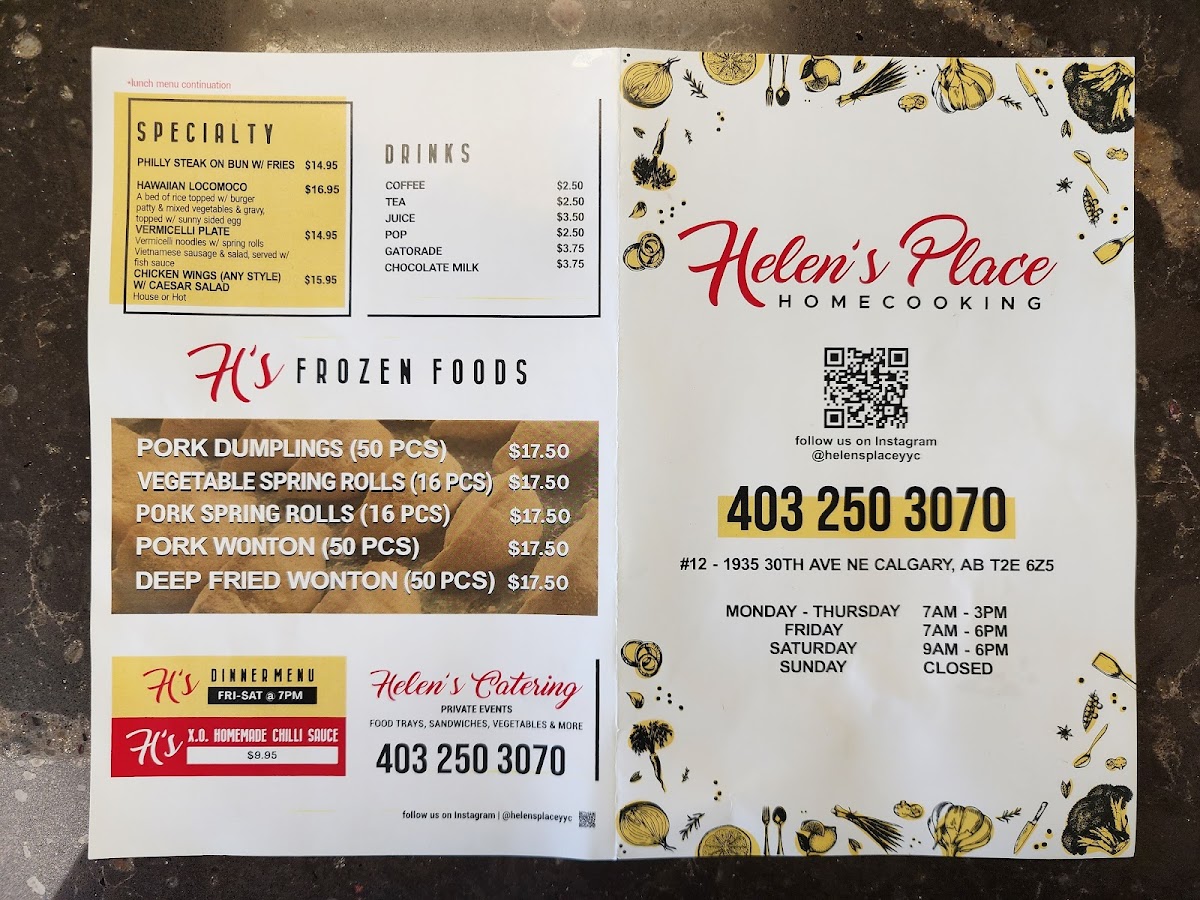 *lunch menu continuation
SPECIALTY
PHILLY STEAK ON BUN W/ FRIES $14.95
HAWAIIAN LOCOMOCO $16.95
A bed of rice topped w/ burger
patty & mixed vegetables & gravy,
topped w/ sunny sided egg
VERMICELLI PLATE $14.95
Vermicelli noodles w/ spring rolls
Vietnamese sausage & salad, served w/
fish sauce
CHICKEN WINGS (ANY STYLE) $15.95
W/ CAESAR SALAD
House or Hot
DRINKS
COFFEE $2.50
TEA $2.50
JUICE $3.50
POP $2.50
GATORADE $3.75
CHOCOLATE MILK $3.75
H's FROZEN FOODS
PORK DUMPLINGS (50 PCS) $17.50
VEGETABLE SPRING ROLLS (16 PCS) $17.50
PORK SPRING ROLLS (16 PCS) $17.50
PORK WONTON (50 PCS) $17.50
DEEP FRIED WONTON (50 PCS) $17.50
H's DINNER MENU
FRI-SAT @ 7PM
H's X.O. HOMEMADE CHILLI SAUCE
$9.95
Helen's Catering
PRIVATE EVENTS
FOOD TRAYS, SANDWICHES, VEGETABLES & MORE
403 250 3070
follow us on Instagram | @helensplaceyyc
Helen's Place
HOMECOOKING
follow us on Instagram
@helensplaceyyc
403 250 3070
#12 - 1935 30TH AVE NE CALGARY, AB T2E 6Z5
MONDAY - THURSDAY 7AM - 3PM
FRIDAY 7AM - 6PM
SATURDAY 9AM - 6PM
SUNDAY CLOSED